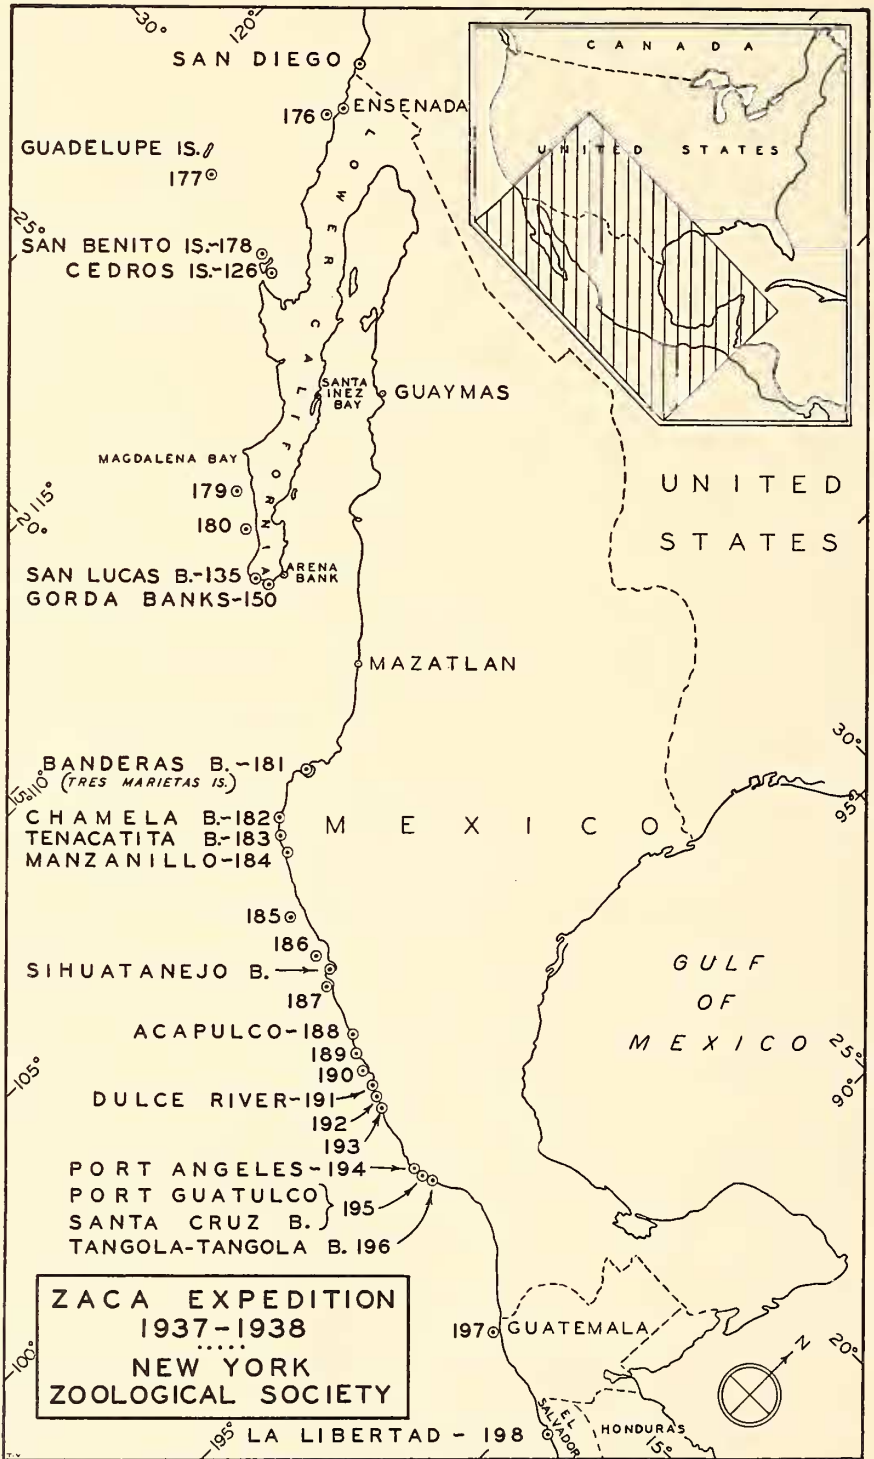 30°
120°
SAN DIEGO
CANADA
176
ENSENADA
GUADELUPE IS.
UNITED STATES
177
LOWER CALIFORNIA
25°
SAN BENITO IS.-178
CEDROS IS.-126
SANTA
INEZ
BAY
GUAYMAS
MAGDALENA BAY
179
UNITED
STATES
115°
20°
180
SAN LUCAS B.-135
ARENA
BANK
GORDA BANKS-150
MAZATLAN
BANDERAS B.-181
(TRES MARIETAS IS.)
30°
95°
15°
110°
CHAMELA B.-182
TENACATITA B.-183
MEXICO
MANZANILLO-184
185
186
SIHUATANEJO B.
187
GULF
OF
MEXICO
ACAPULCO-188
189
190
25°
90°
105°
DULCE RIVER-191
192
193
PORT ANGELES-194
PORT GUATULCO
SANTA CRUZ B.
195
TANGOLA-TANGOLA B. 196
ZACA EXPEDITION
1937-1938
.....
NEW YORK
ZOOLOGICAL SOCIETY
197
GUATEMALA
N
20°
100°
EL
SALVADOR
HONDURAS
15°
195°
LA LIBERTAD - 198